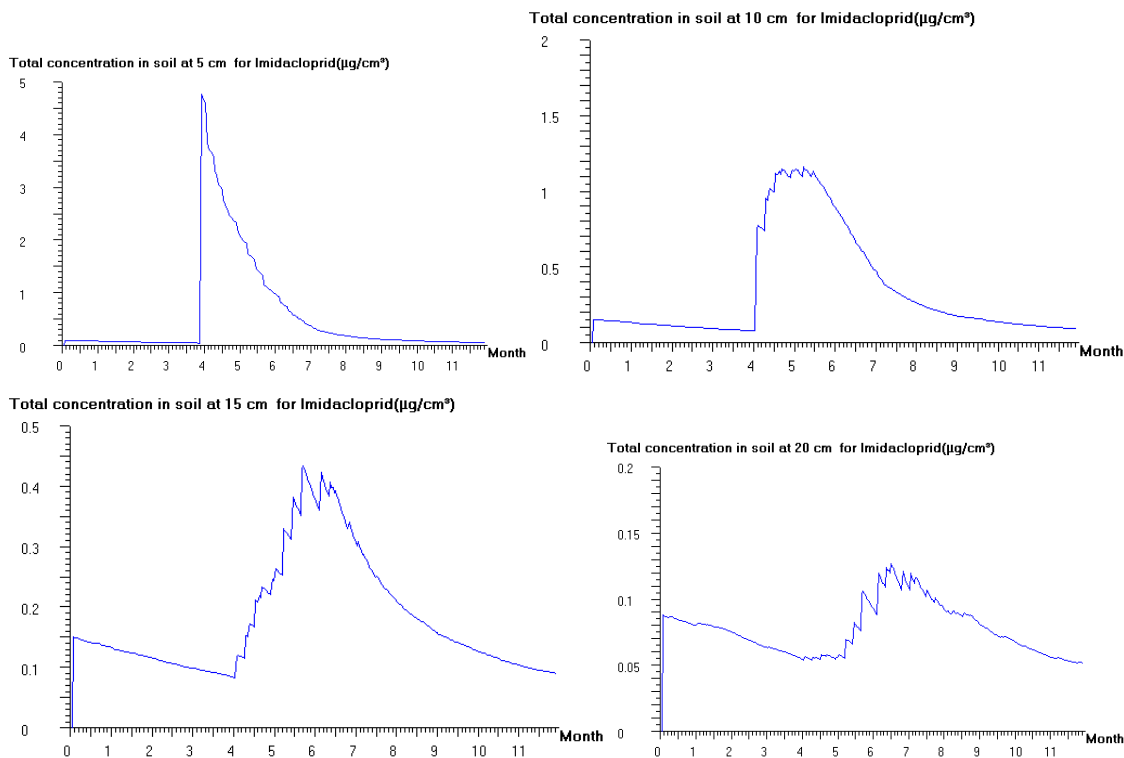 Total concentration in soil at 5 cm for Imidacloprid(µg/cm³)
5
4
3
2
1
0
0 1 2 3 4 5 6 7 8 9 10 11 Month
Total concentration in soil at 10 cm for Imidacloprid(µg/cm³)
2
1.5
1
0.5
0
0 1 2 3 4 5 6 7 8 9 10 11 Month
Total concentration in soil at 15 cm for Imidacloprid(µg/cm³)
0.5
0.4
0.3
0.2
0.1
0
0 1 2 3 4 5 6 7 8 9 10 11 Month
Total concentration in soil at 20 cm for Imidacloprid(µg/cm³)
0.2
0.15
0.1
0.05
0
0 1 2 3 4 5 6 7 8 9 10 11 Month